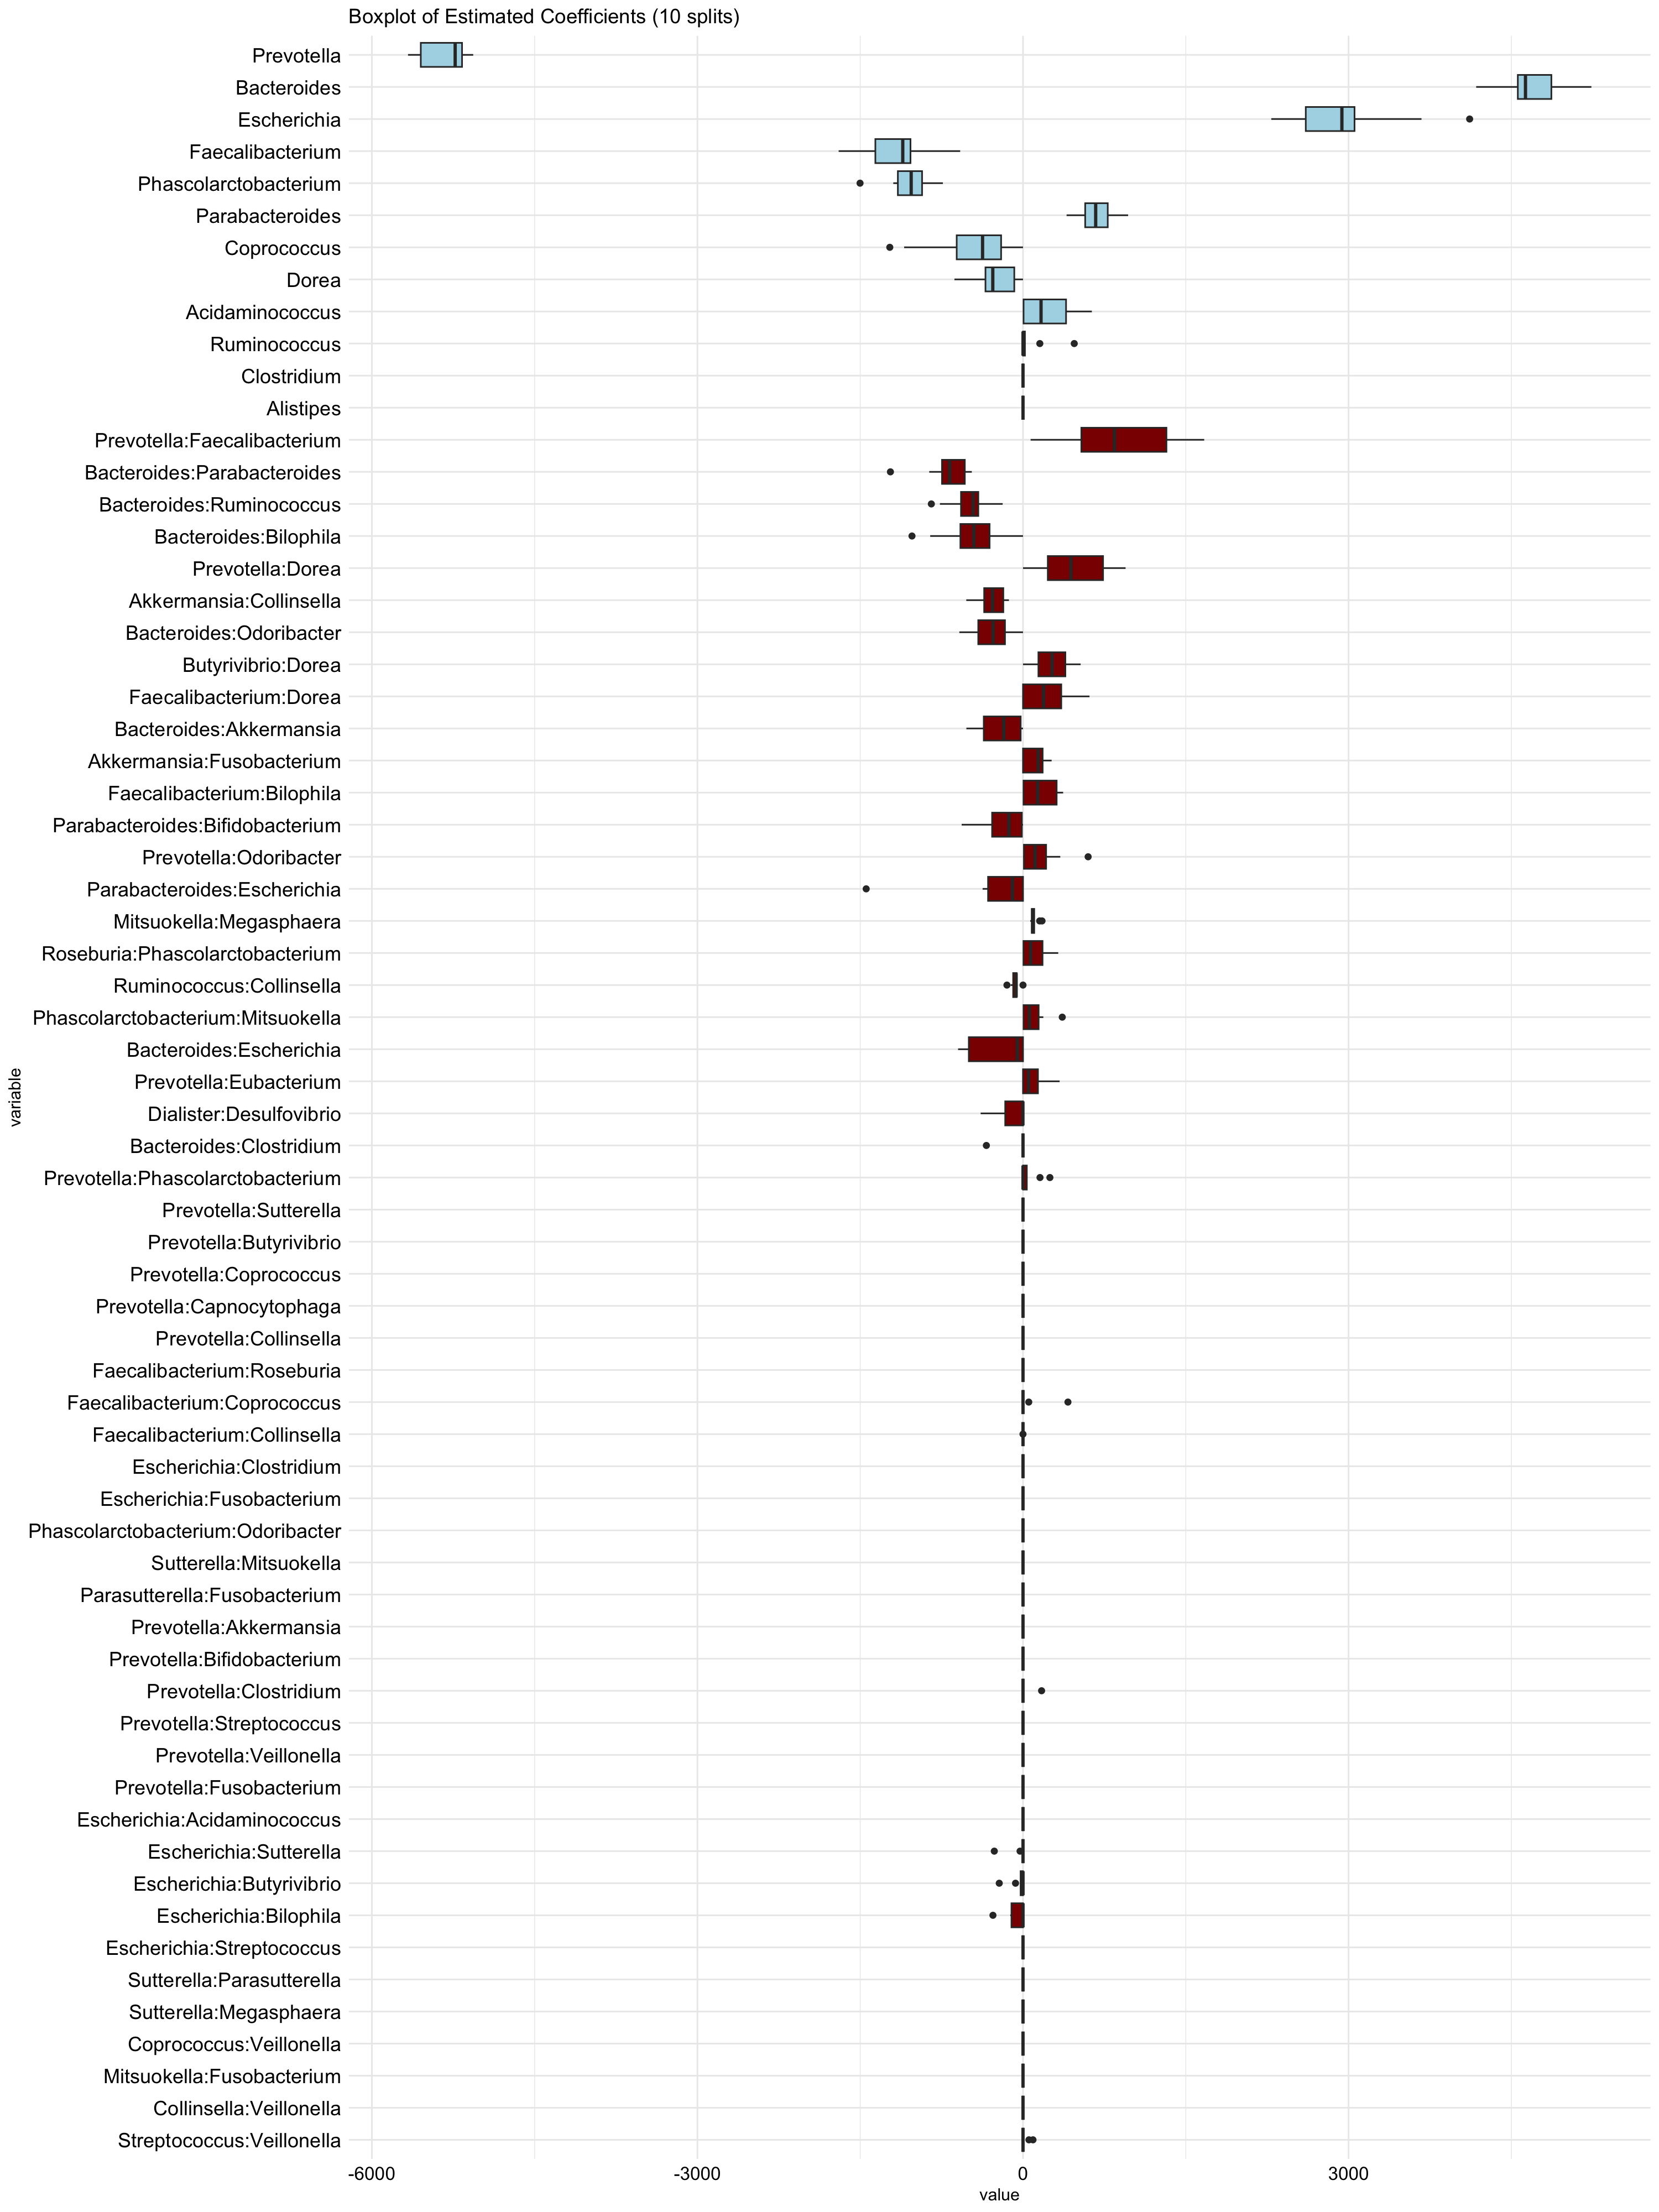 Boxplot of Estimated Coefficients (10 splits)
Prevotella
Bacteroides
Escherichia
Faecalibacterium
Phascolarctobacterium
Parabacteroides
Coprococcus
Dorea
Acidaminococcus
Ruminococcus
Clostridium
Alistipes
Prevotella:Faecalibacterium
Bacteroides:Parabacteroides
Bacteroides:Ruminococcus
Bacteroides:Bilophila
Prevotella:Dorea
Akkermansia:Collinsella
Bacteroides:Odoribacter
Butyrivibrio:Dorea
Faecalibacterium:Dorea
Bacteroides:Akkermansia
Akkermansia:Fusobacterium
Faecalibacterium:Bilophila
Parabacteroides:Bifidobacterium
Prevotella:Odoribacter
Parabacteroides:Escherichia
Mitsuokella:Megasphaera
Roseburia:Phascolarctobacterium
Ruminococcus:Collinsella
Phascolarctobacterium:Mitsuokella
Bacteroides:Escherichia
Prevotella:Eubacterium
Dialister:Desulfovibrio
Bacteroides:Clostridium
Prevotella:Phascolarctobacterium
Prevotella:Sutterella
Prevotella:Butyrivibrio
Prevotella:Coprococcus
Prevotella:Capnocytophaga
Prevotella:Collinsella
Faecalibacterium:Roseburia
Faecalibacterium:Coprococcus
Faecalibacterium:Collinsella
Escherichia:Clostridium
Escherichia:Fusobacterium
Phascolarctobacterium:Odoribacter
Sutterella:Mitsuokella
Parasutterella:Fusobacterium
Prevotella:Akkermansia
Prevotella:Bifidobacterium
Prevotella:Clostridium
Prevotella:Streptococcus
Prevotella:Veillonella
Prevotella:Fusobacterium
Escherichia:Acidaminococcus
Escherichia:Sutterella
Escherichia:Butyrivibrio
Escherichia:Bilophila
Escherichia:Streptococcus
Sutterella:Parasutterella
Sutterella:Megasphaera
Coprococcus:Veillonella
Mitsuokella:Fusobacterium
Collinsella:Veillonella
Streptococcus:Veillonella
variable
-6000 -3000 0 3000
value